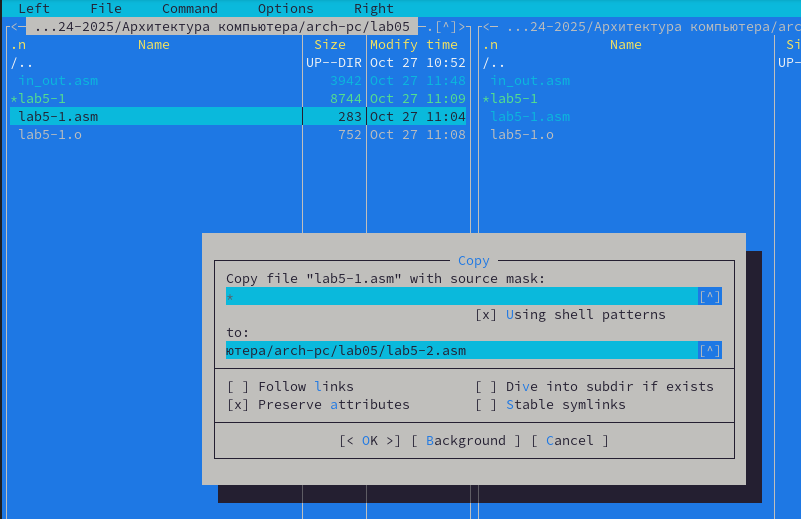 Left File Command Options Right
<─ ...24-2025/Архитектура компьютера/arch-pc/lab05 ─.[^]>
.n Name Size Modify time
/.. UP--DIR Oct 27 10:52
in_out.asm 3942 Oct 27 11:48
*lab5-1 8744 Oct 27 11:09
lab5-1.asm 283 Oct 27 11:04
lab5-1.o 752 Oct 27 11:08
<─ ...24-2025/Архитектура компьютера/arc
.n Name Si
/.. UP--
in_out.asm
*lab5-1
lab5-1.asm
lab5-1.o
Copy
Copy file "lab5-1.asm" with source mask:
* [^]
[x] Using shell patterns
to:
ютера/arch-pc/lab05/lab5-2.asm [^]
[ ] Follow links [ ] Dive into subdir if exists
[x] Preserve attributes [ ] Stable symlinks
[< OK >] [ Background ] [ Cancel ]